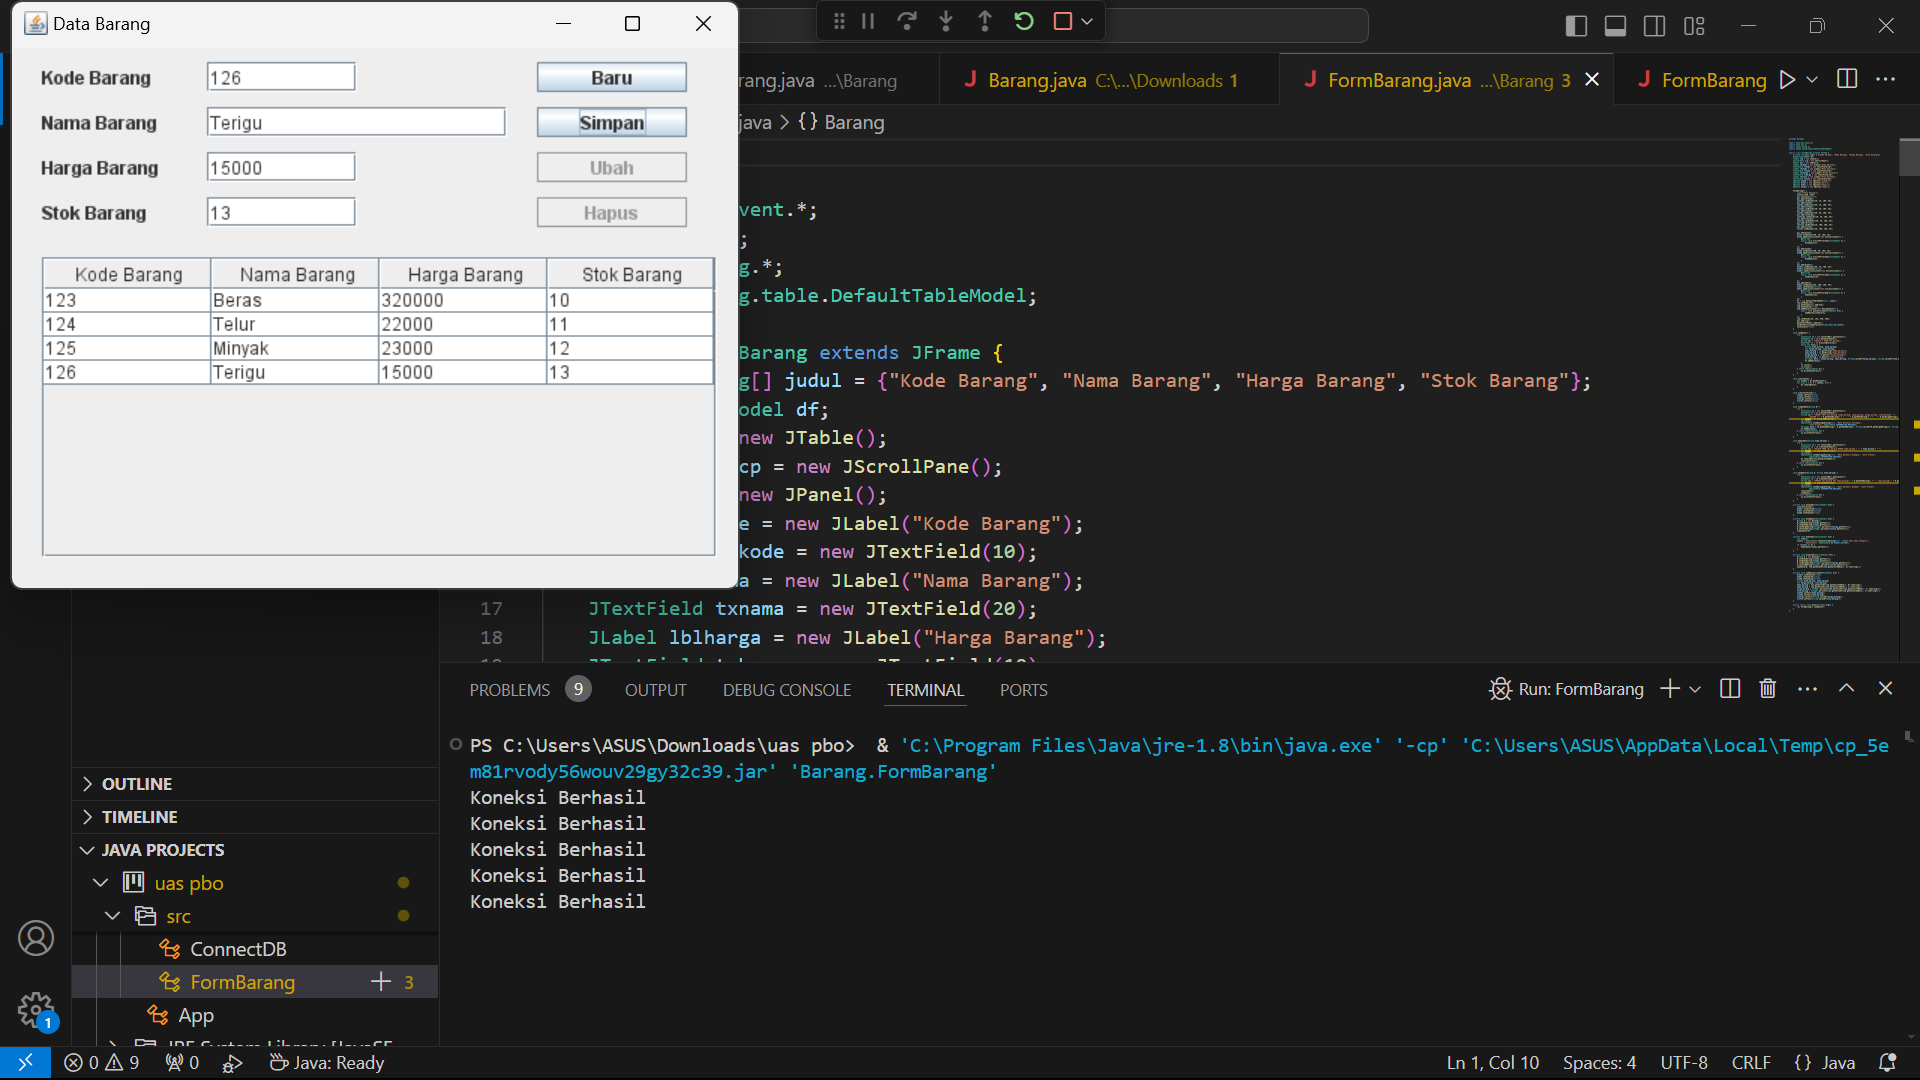 Data Barang
Kode Barang 126 Baru
Nama Barang Terigu Simpan
Harga Barang 15000 Ubah
Stok Barang 13 Hapus
Kode Barang Nama Barang Harga Barang Stok Barang
123 Beras 320000 10
124 Telur 22000 11
125 Minyak 23000 12
126 Terigu 15000 13
rang.java ...\Barang
Barang.java C:\...\Downloads 1
FormBarang.java ...\Barang 3
FormBarang
java > {} Barang
vent.*;
;
g.*;
g.table.DefaultTableModel;
Barang extends JFrame {
g[] judul = {"Kode Barang", "Nama Barang", "Harga Barang", "Stok Barang"};
odel df;
new JTable();
cp = new JScrollPane();
new JPanel();
e = new JLabel("Kode Barang");
kode = new JTextField(10);
a = new JLabel("Nama Barang");
17 JTextField txnama = new JTextField(20);
18 JLabel lblharga = new JLabel("Harga Barang");
PROBLEMS 9 OUTPUT DEBUG CONSOLE TERMINAL PORTS
Run: FormBarang
PS C:\Users\ASUS\Downloads\uas pbo> & 'C:\Program Files\Java\jre-1.8\bin\java.exe' '-cp' 'C:\Users\ASUS\AppData\Local\Temp\cp_5e
m81rvody56wouv29gy32c39.jar' 'Barang.FormBarang'
Koneksi Berhasil
Koneksi Berhasil
Koneksi Berhasil
Koneksi Berhasil
Koneksi Berhasil
OUTLINE
TIMELINE
JAVA PROJECTS
uas pbo
src
ConnectDB
FormBarang 3
App
1
0 9 0 Java: Ready
Ln 1, Col 10 Spaces: 4 UTF-8 CRLF {} Java